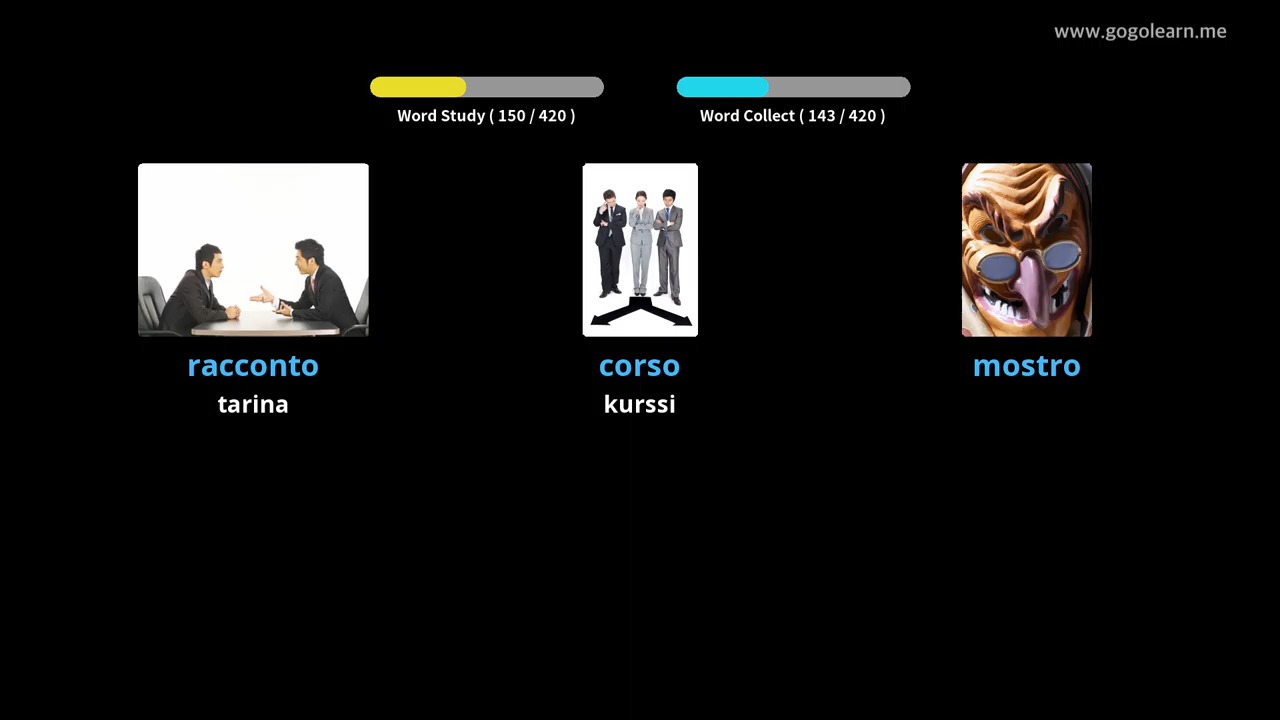 www.gogolearn.me
Word Study ( 150 / 420 )
Word Collect ( 143 / 420 )
racconto
corso
mostro
tarina
kurssi